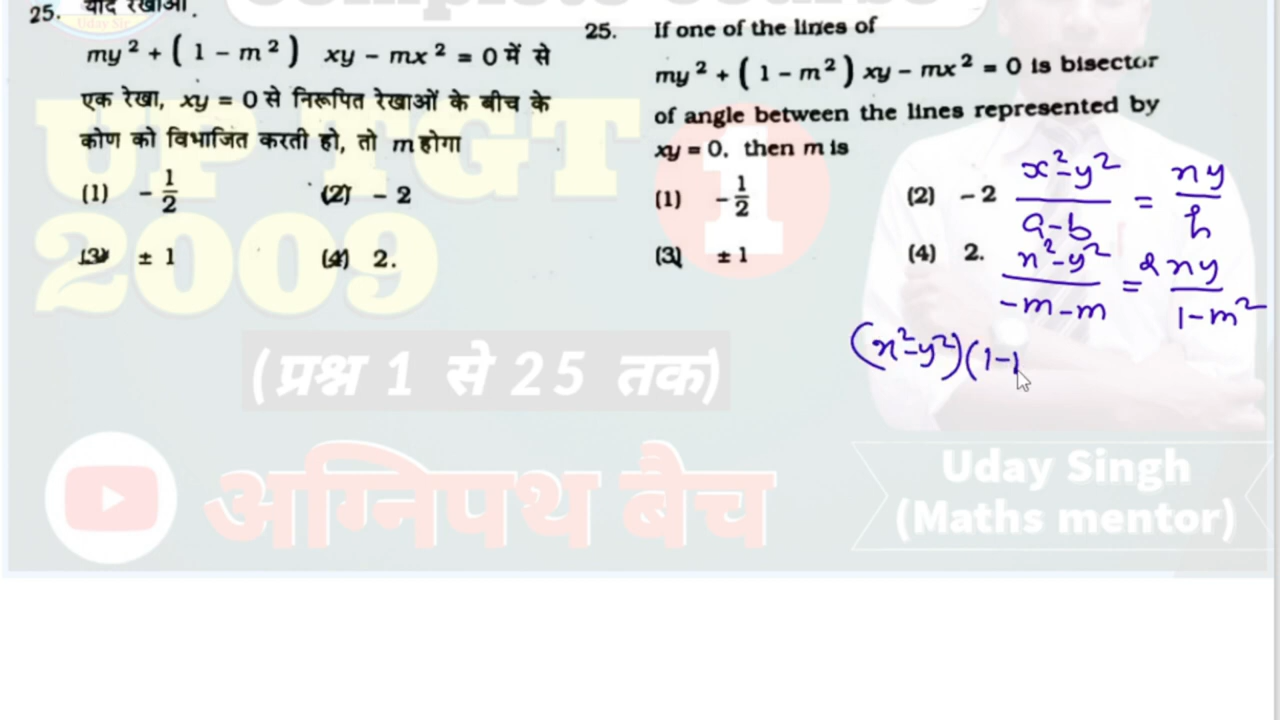 25. याद रखाओ .
my² + ( 1 – m² ) xy – mx² = 0 में से
एक रेखा, xy = 0 से निरूपित रेखाओं के बीच के
कोण को विभाजित करती हो, तो m होगा
(1) – 1/2 (2) – 2
(3) ± 1 (4) 2.
25. If one of the lines of
my² + ( 1 – m² ) xy – mx² = 0 is bisector
of angle between the lines represented by
xy = 0. then m is
(1) – 1/2 (2) – 2
(3) ± 1 (4) 2.
(x²-y²)/(a-b) = xy/h
(x²-y²)/(-m-m) = 2xy/(1-m²)
(x²-y²)(1-
UP TGT 1
2009
(प्रश्न 1 से 25 तक)
अग्निपथ बैच
Uday Singh
(Maths mentor)
Uday Sir